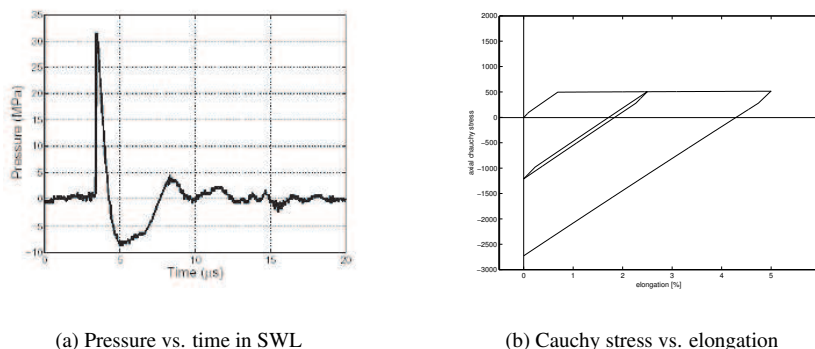 35
30
25
20
15
10
5
0
−5
−10
Pressure (MPa)
0 5 10 15 20
Time (µs)
2000
1500
1000
500
0
−500
−1000
−1500
−2000
−2500
−3000
axial chauchy stress
0 1 2 3 4 5
elongation [%]
(a) Pressure vs. time in SWL
(b) Cauchy stress vs. elongation